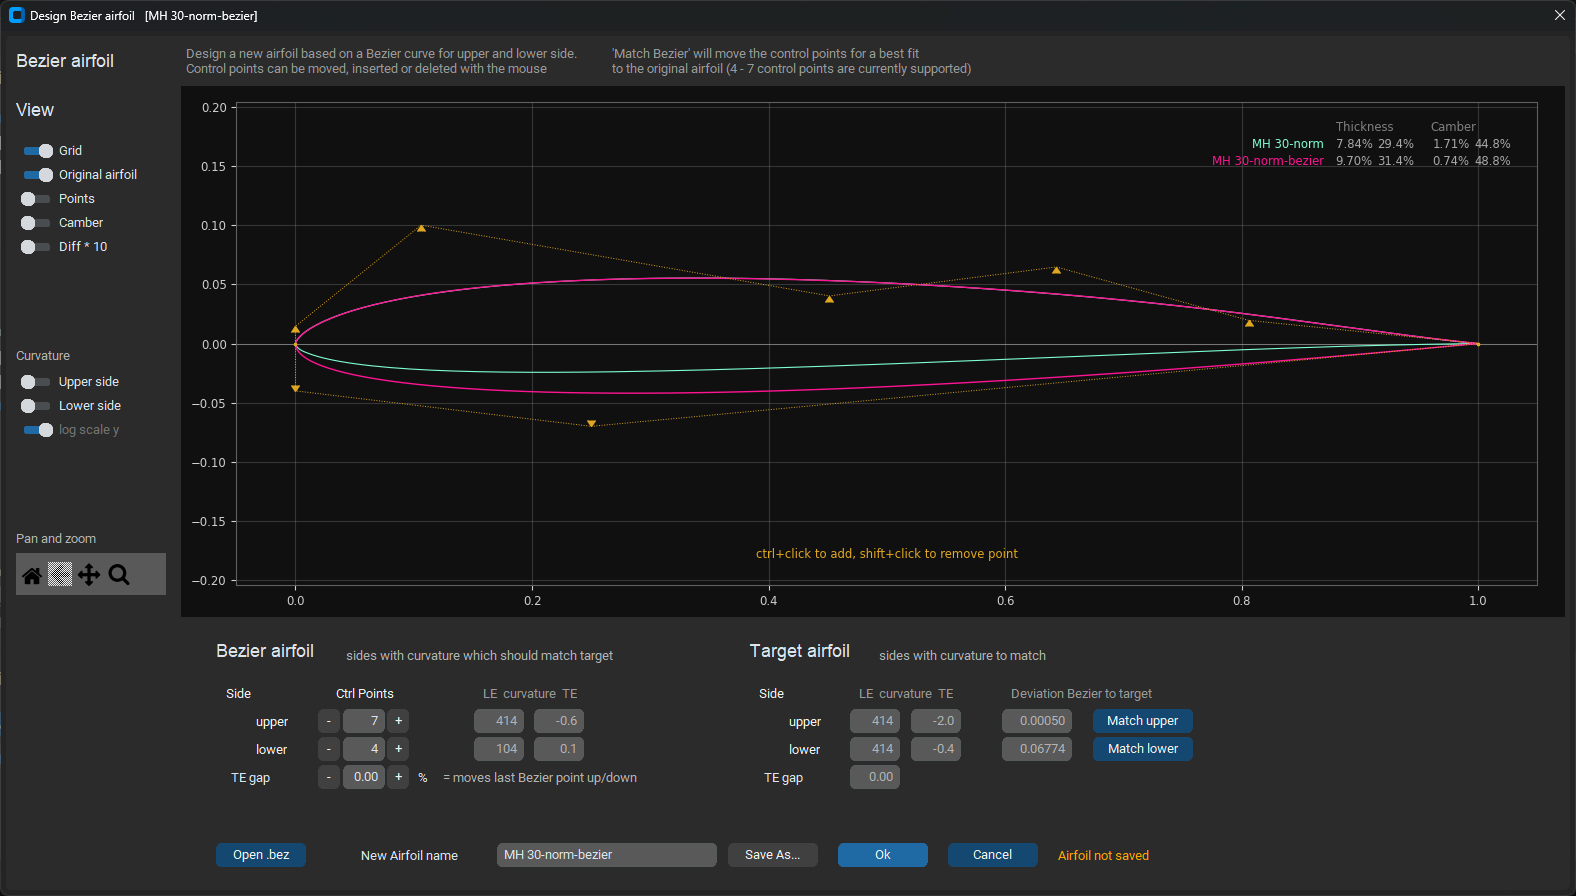 Design Bezier airfoil [MH 30-norm-bezier]
Bezier airfoil
Design a new airfoil based on a Bezier curve for upper and lower side.
Control points can be moved, inserted or deleted with the mouse
'Match Bezier' will move the control points for a best fit
to the original airfoil (4 - 7 control points are currently supported)
View
Grid
Original airfoil
Points
Camber
Diff * 10
Curvature
Upper side
Lower side
log scale y
Pan and zoom
0.20
0.15
0.10
0.05
0.00
−0.05
−0.10
−0.15
−0.20
Thickness Camber
MH 30-norm 7.84% 29.4% 1.71% 44.8%
MH 30-norm-bezier 9.70% 31.4% 0.74% 48.8%
ctrl+click to add, shift+click to remove point
0.0 0.2 0.4 0.6 0.8 1.0
Bezier airfoil sides with curvature which should match target
Side Ctrl Points LE curvature TE
upper - 7 + 414 -0.6
lower - 4 + 104 0.1
TE gap - 0.00 + % = moves last Bezier point up/down
Target airfoil sides with curvature to match
Side LE curvature TE Deviation Bezier to target
upper 414 -2.0 0.00050 Match upper
lower 414 -0.4 0.06774 Match lower
TE gap 0.00
Open .bez New Airfoil name MH 30-norm-bezier Save As... Ok Cancel Airfoil not saved